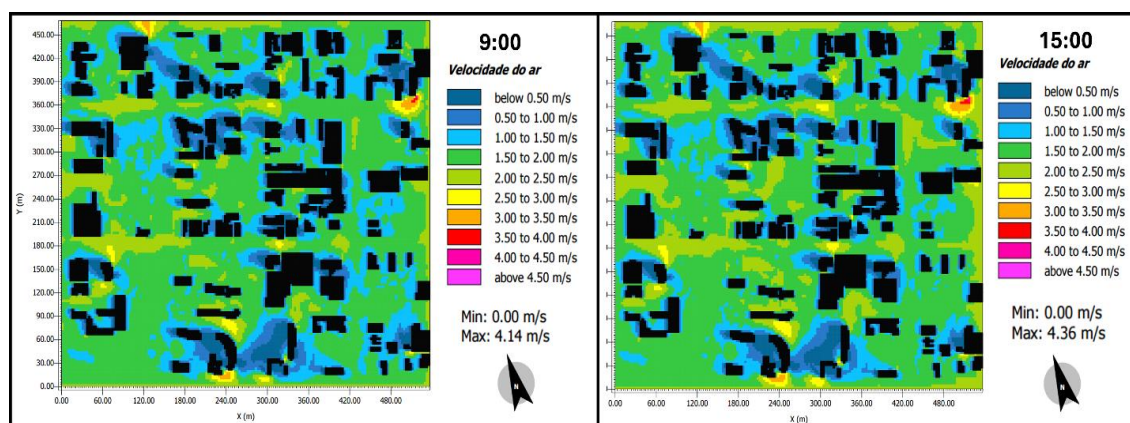 9:00
Velocidade do ar
below 0.50 m/s
0.50 to 1.00 m/s
1.00 to 1.50 m/s
1.50 to 2.00 m/s
2.00 to 2.50 m/s
2.50 to 3.00 m/s
3.00 to 3.50 m/s
3.50 to 4.00 m/s
4.00 to 4.50 m/s
above 4.50 m/s
Min: 0.00 m/s
Max: 4.14 m/s
N
450.00
420.00
390.00
360.00
330.00
300.00
270.00
240.00
210.00
180.00
150.00
120.00
90.00
60.00
30.00
0.00
Y (m)
0.00 60.00 120.00 180.00 240.00 300.00 360.00 420.00 480.00
X (m)
15:00
Velocidade do ar
below 0.50 m/s
0.50 to 1.00 m/s
1.00 to 1.50 m/s
1.50 to 2.00 m/s
2.00 to 2.50 m/s
2.50 to 3.00 m/s
3.00 to 3.50 m/s
3.50 to 4.00 m/s
4.00 to 4.50 m/s
above 4.50 m/s
Min: 0.00 m/s
Max: 4.36 m/s
N
0.00 60.00 120.00 180.00 240.00 300.00 360.00 420.00 480.00
X (m)